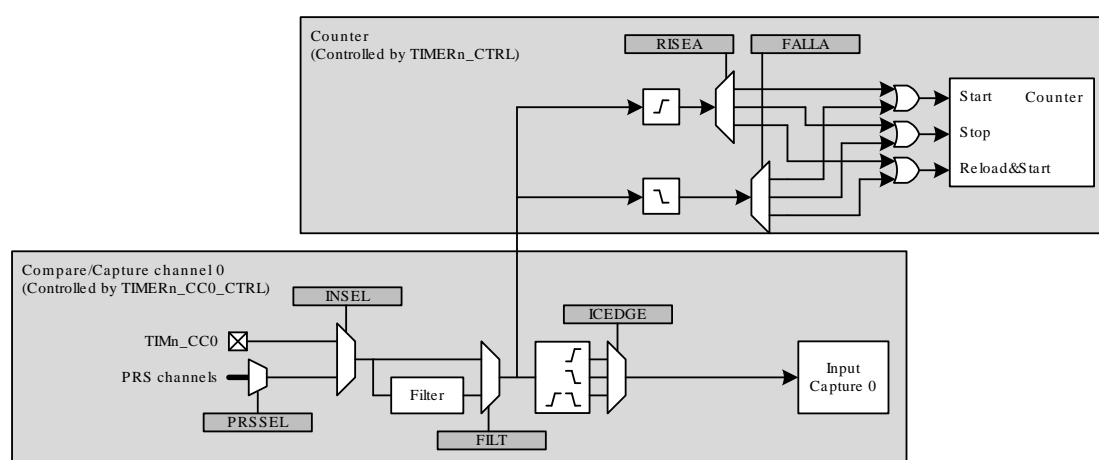 Counter
(Controlled by TIMERn_CTRL)
RISEA
FALLA
Start
Counter
Stop
Reload&Start
Compare/Capture channel 0
(Controlled by TIMERn_CC0_CTRL)
INSEL
ICEDGE
TIMn_CC0
PRS channels
Filter
Input
Capture 0
PRSSEL
FILT